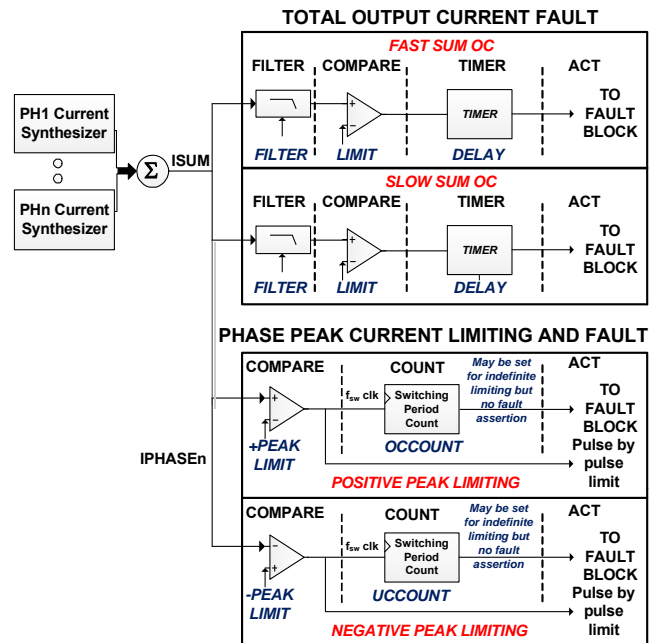 TOTAL OUTPUT CURRENT FAULT
FAST SUM OC
FILTER
COMPARE
TIMER
ACT
PH1 Current
Synthesizer
PHn Current
Synthesizer
Σ
ISUM
+
−
TIMER
TO
FAULT
BLOCK
FILTER
LIMIT
DELAY
SLOW SUM OC
FILTER
COMPARE
TIMER
ACT
+
−
TIMER
TO
FAULT
BLOCK
FILTER
LIMIT
DELAY
PHASE PEAK CURRENT LIMITING AND FAULT
COMPARE
COUNT
May be set
for indefinite
limiting but
no fault
assertion
ACT
+
−
fsw clk
Switching
Period
Count
TO
FAULT
BLOCK
Pulse by
pulse
limit
+PEAK
LIMIT
OCCOUNT
IPHASEn
POSITIVE PEAK LIMITING
COMPARE
COUNT
May be set
for indefinite
limiting but
no fault
assertion
ACT
−
+
fsw clk
Switching
Period
Count
TO
FAULT
BLOCK
Pulse by
pulse
limit
-PEAK
LIMIT
UCCOUNT
NEGATIVE PEAK LIMITING